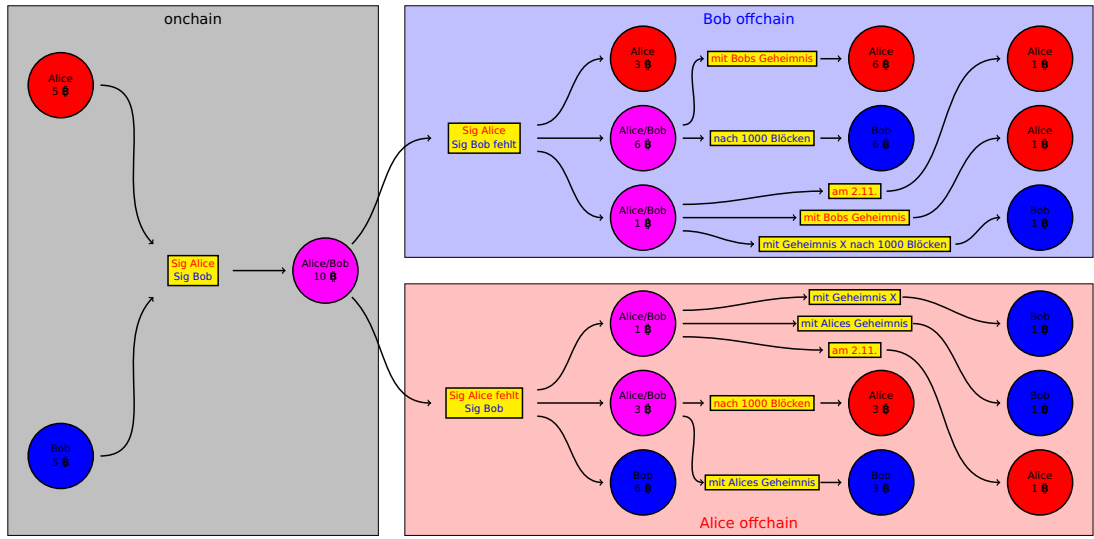 onchain
Alice
5 ฿
Sig Alice
Sig Bob
Alice/Bob
10 ฿
Bob
5 ฿
Bob offchain
Sig Alice
Sig Bob fehlt
Alice
3 ฿
Alice/Bob
6 ฿
Alice/Bob
1 ฿
mit Bobs Geheimnis
nach 1000 Blöcken
am 2.11.
mit Bobs Geheimnis
mit Geheimnis X nach 1000 Blöcken
Alice
6 ฿
Bob
6 ฿
Alice
1 ฿
Alice
1 ฿
Bob
1 ฿
Sig Alice fehlt
Sig Bob
Alice/Bob
1 ฿
Alice/Bob
3 ฿
Bob
6 ฿
mit Geheimnis X
mit Alices Geheimnis
am 2.11.
nach 1000 Blöcken
mit Alices Geheimnis
Alice
3 ฿
Bob
3 ฿
Bob
1 ฿
Bob
1 ฿
Alice
1 ฿
Alice offchain